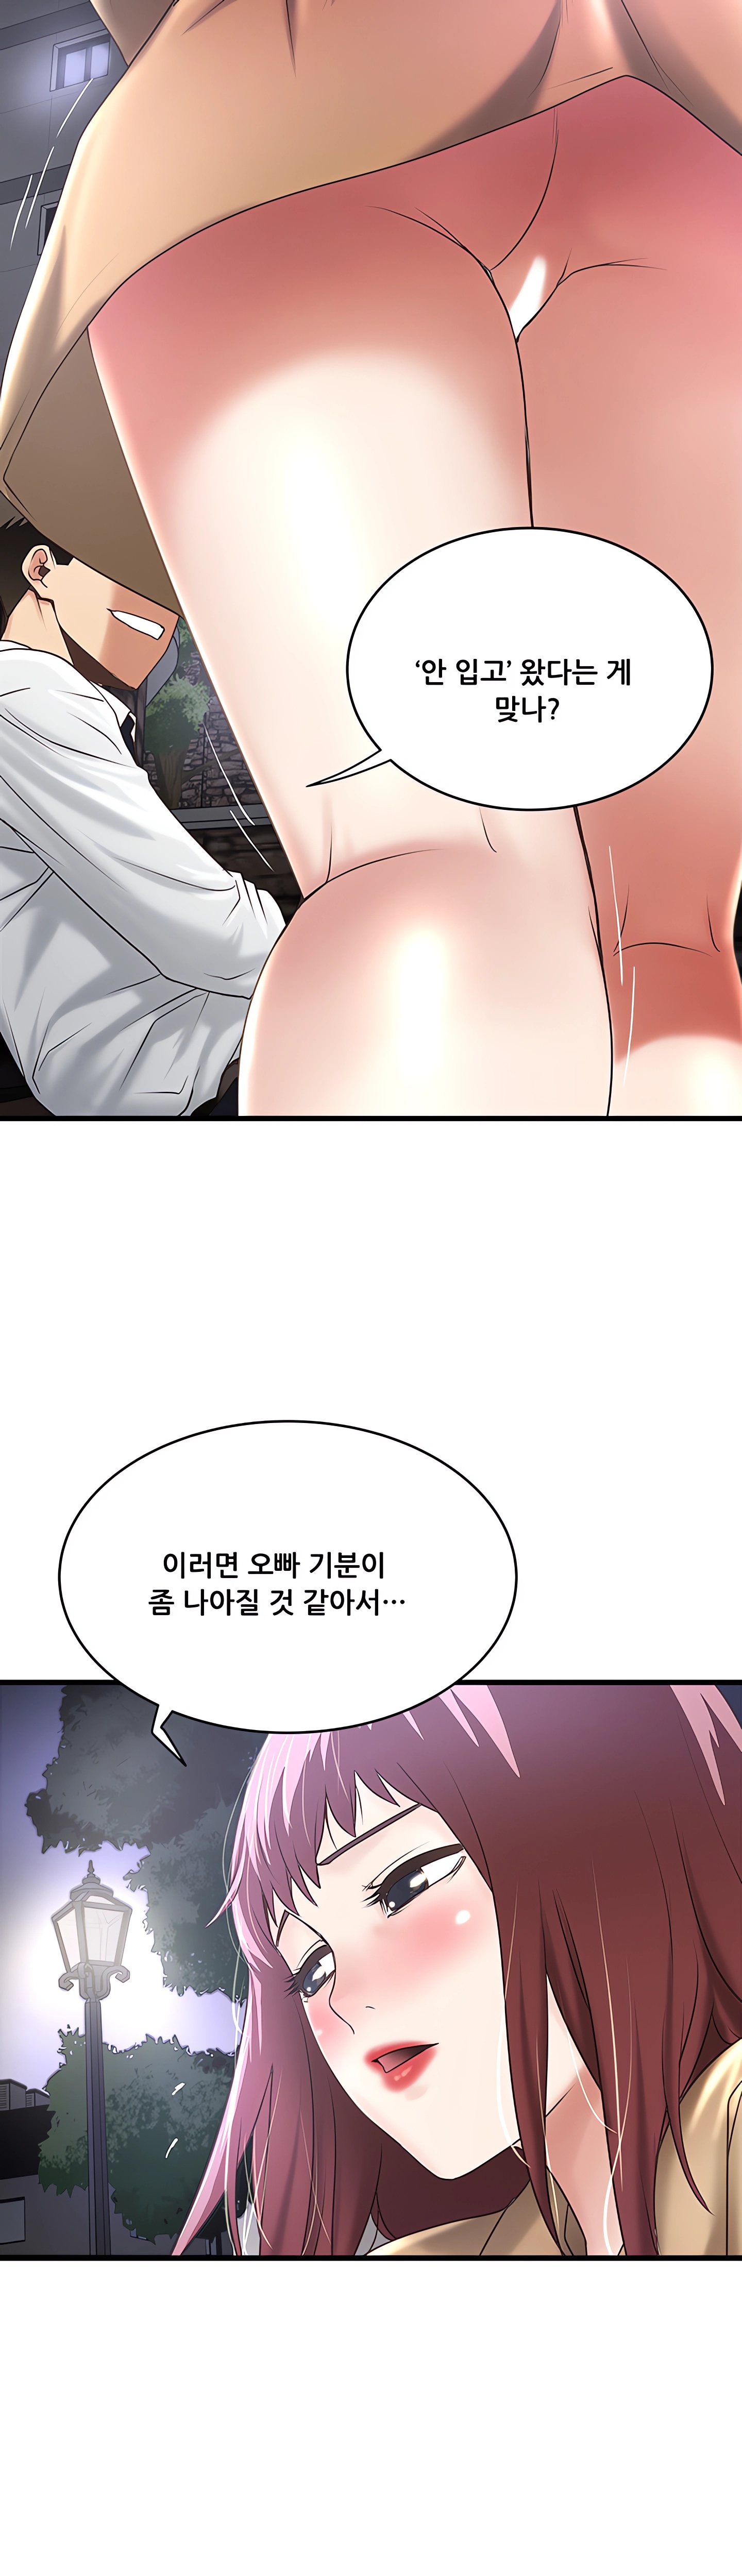 ‘안 입고’ 왔다는 게
맞나?
이러면 오빠 기분이
좀 나아질 것 같아서…